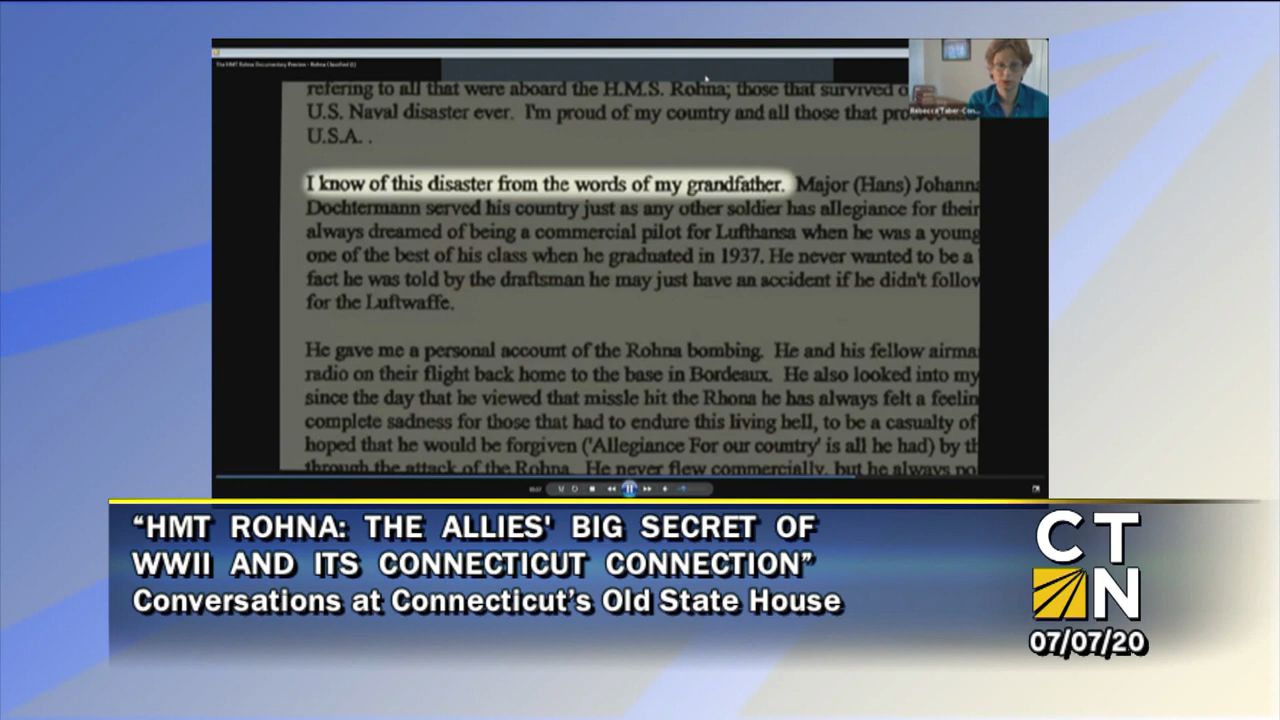 The HMT Rohna Documentary Preview - Rohna Classified (1)
refering to all that were aboard the H.M.S. Rohna; those that survived
U.S. Naval disaster ever. I'm proud of my country and all those that
U.S.A. .
Rebecca Taber-Con...
I know of this disaster from the words of my grandfather. Major (Hans) Johanna
Dochtermann served his country just as any other soldier has allegiance for their
always dreamed of being a commercial pilot for Lufthansa when he was a young
one of the best of his class when he graduated in 1937. He never wanted to be a
fact he was told by the draftsman he may just have an accident if he didn't follow
for the Luftwaffe.
He gave me a personal account of the Rohna bombing. He and his fellow airma
radio on their flight back home to the base in Bordeaux. He also looked into my
since the day that he viewed that missle hit the Rhona he has always felt a feelin
complete sadness for those that had to endure this living hell, to be a casualty of
hoped that he would be forgiven ('Allegiance For our country' is all he had) by th
through the attack of the Rohna. He never flew commercially, but he always
“HMT ROHNA: THE ALLIES' BIG SECRET OF
WWII AND ITS CONNECTICUT CONNECTION”
Conversations at Connecticut's Old State House
CT
N
07/07/20